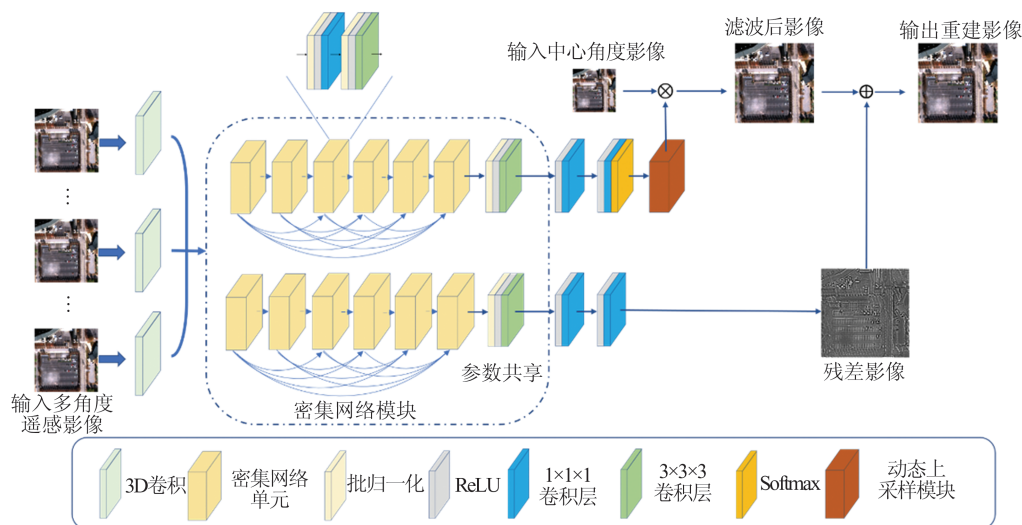 输入中心角度影像
滤波后影像
输出重建影像
⋮
⋮
输入多角度
遥感影像
参数共享
密集网络模块
残差影像
3D卷积
密集网络
单元
批归一化
ReLU
1×1×1
卷积层
3×3×3
卷积层
Softmax
动态上
采样模块